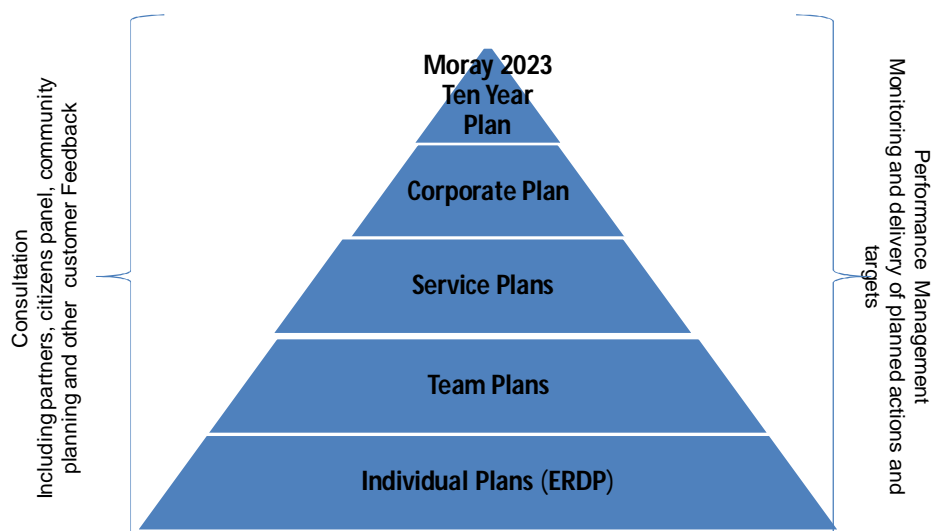 Consultation
Including partners, citizens panel, community
planning and other customer Feedback
Moray 2023
Ten Year
Plan
Corporate Plan
Service Plans
Team Plans
Individual Plans (ERDP)
Performance Management
Monitoring and delivery of planned actions and
targets